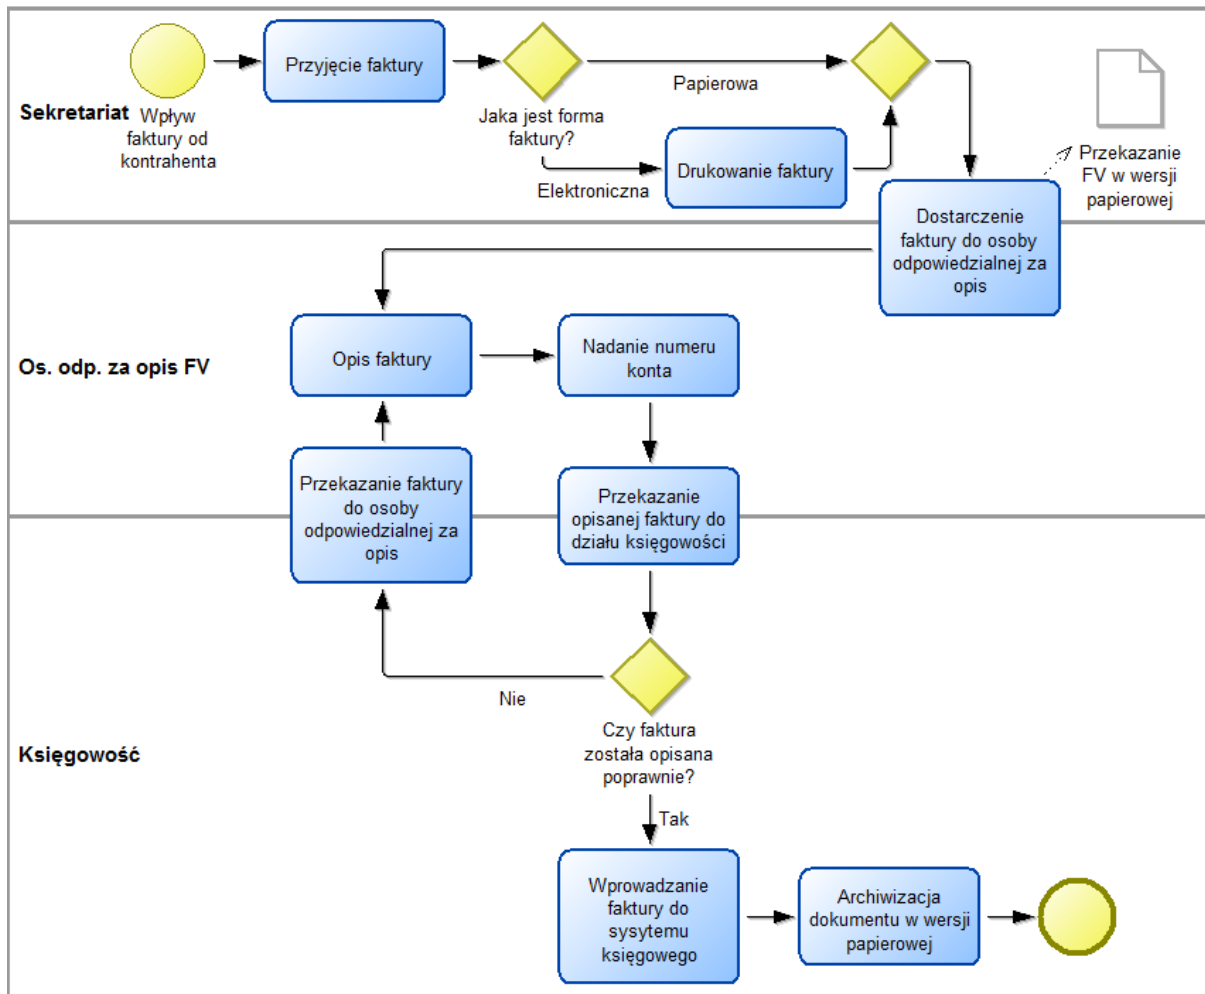 Sekretariat
Wpływ
faktury od
kontrahenta
Przyjęcie faktury
Jaka jest forma
faktury?
Papierowa
Elektroniczna
Drukowanie faktury
Przekazanie
FV w wersji
papierowej
Dostarczenie
faktury do osoby
odpowiedzialnej za
opis
Os. odp. za opis FV
Opis faktury
Nadanie numeru
konta
Przekazanie faktury
do osoby
odpowiedzialnej za
opis
Przekazanie
opisanej faktury do
działu księgowości
Księgowość
Nie
Czy faktura
została opisana
poprawnie?
Tak
Wprowadzanie
faktury do
sysytemu
księgowego
Archiwizacja
dokumentu w wersji
papierowej